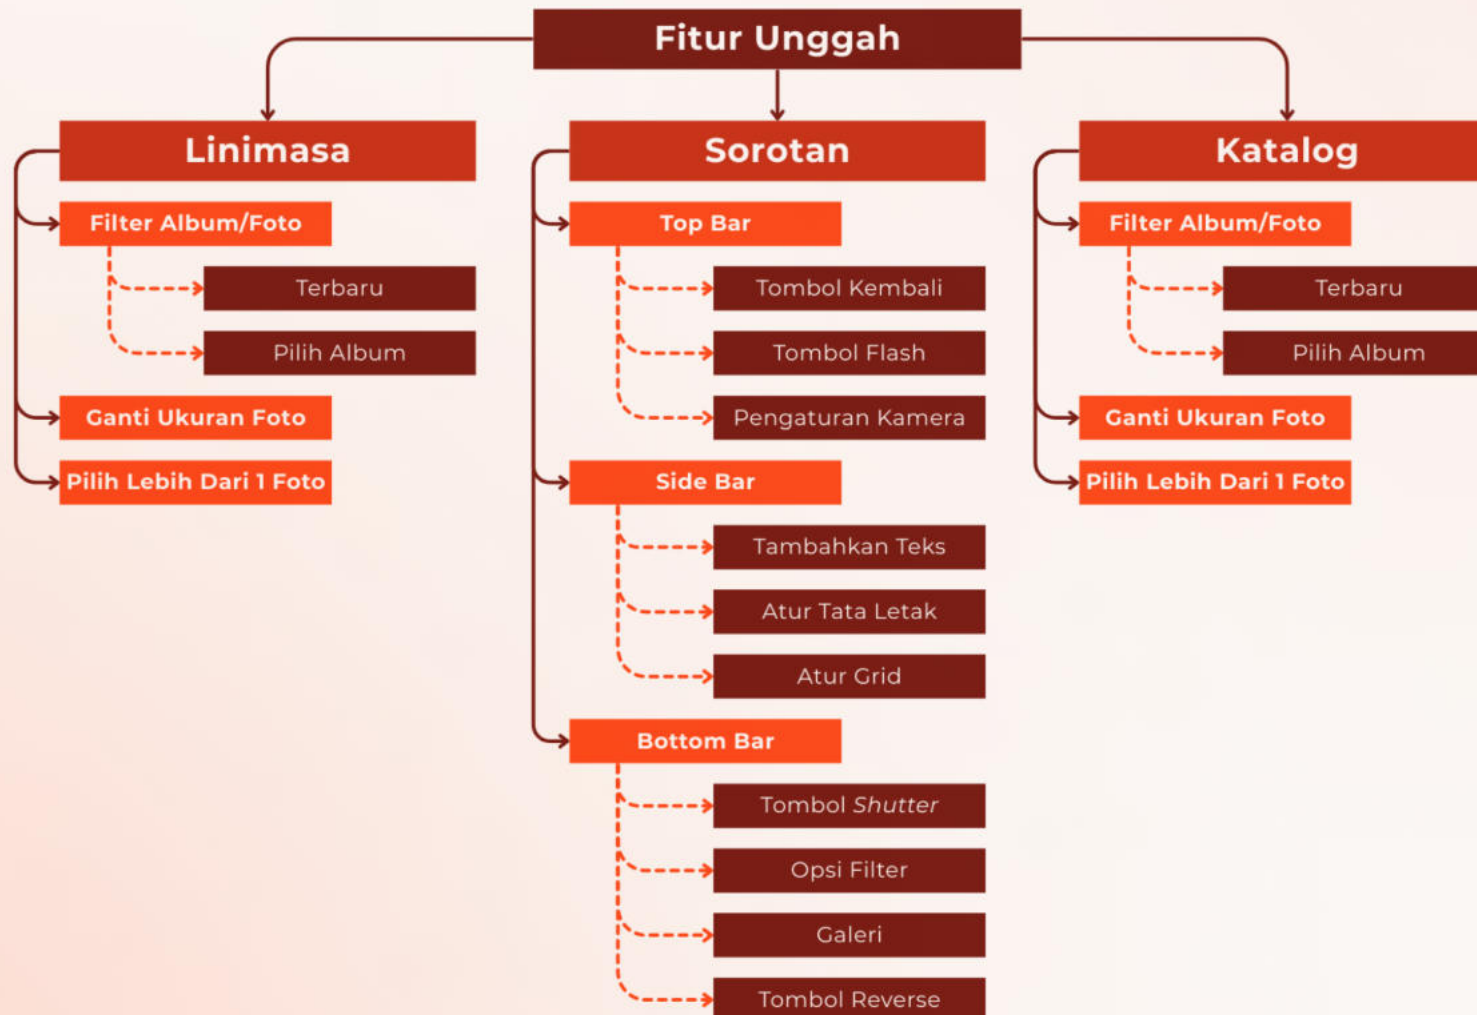 Fitur Unggah
Linimasa
Filter Album/Foto
Terbaru
Pilih Album
Ganti Ukuran Foto
Pilih Lebih Dari 1 Foto
Sorotan
Top Bar
Tombol Kembali
Tombol Flash
Pengaturan Kamera
Side Bar
Tambahkan Teks
Atur Tata Letak
Atur Grid
Bottom Bar
Tombol Shutter
Opsi Filter
Galeri
Tombol Reverse
Katalog
Filter Album/Foto
Terbaru
Pilih Album
Ganti Ukuran Foto
Pilih Lebih Dari 1 Foto